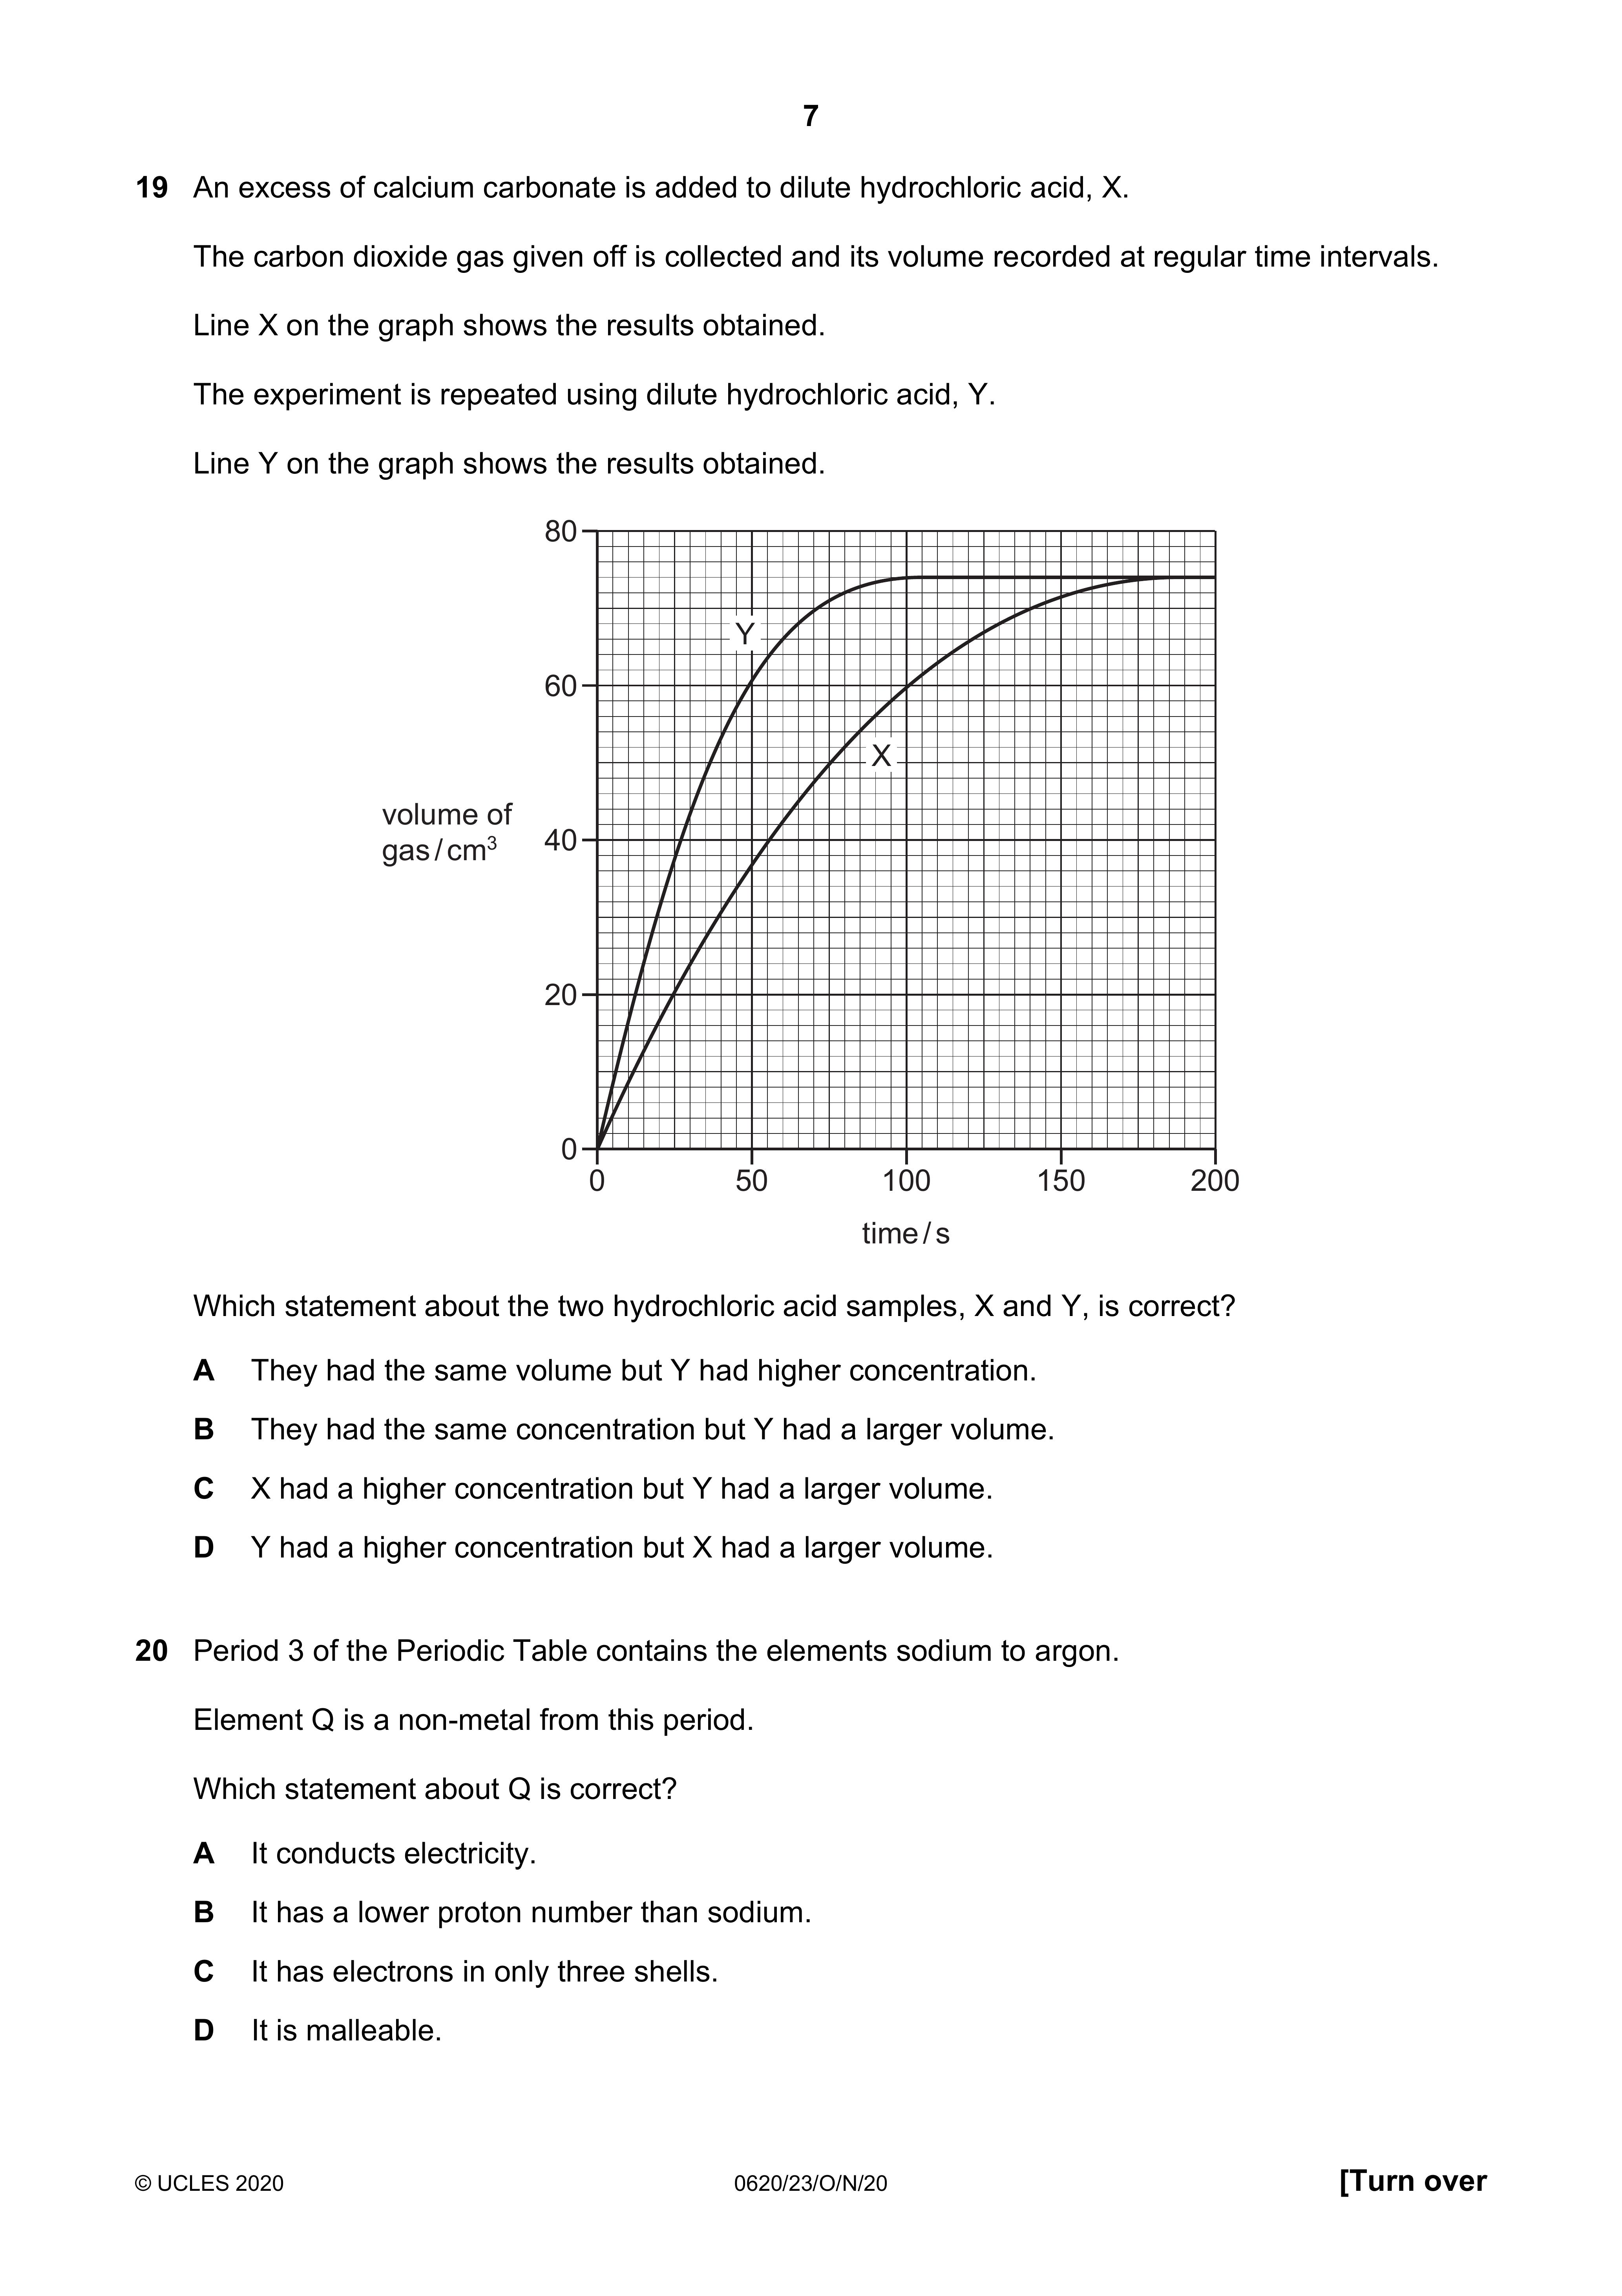 7
19 An excess of calcium carbonate is added to dilute hydrochloric acid, X.
The carbon dioxide gas given off is collected and its volume recorded at regular time intervals.
Line X on the graph shows the results obtained.
The experiment is repeated using dilute hydrochloric acid, Y.
Line Y on the graph shows the results obtained.
80
Y
60
X
volume of
gas / cm³
40
20
0
0 50 100 150 200
time / s
Which statement about the two hydrochloric acid samples, X and Y, is correct?
A They had the same volume but Y had higher concentration.
B They had the same concentration but Y had a larger volume.
C X had a higher concentration but Y had a larger volume.
D Y had a higher concentration but X had a larger volume.
20 Period 3 of the Periodic Table contains the elements sodium to argon.
Element Q is a non-metal from this period.
Which statement about Q is correct?
A It conducts electricity.
B It has a lower proton number than sodium.
C It has electrons in only three shells.
D It is malleable.
© UCLES 2020 0620/23/O/N/20 [Turn over